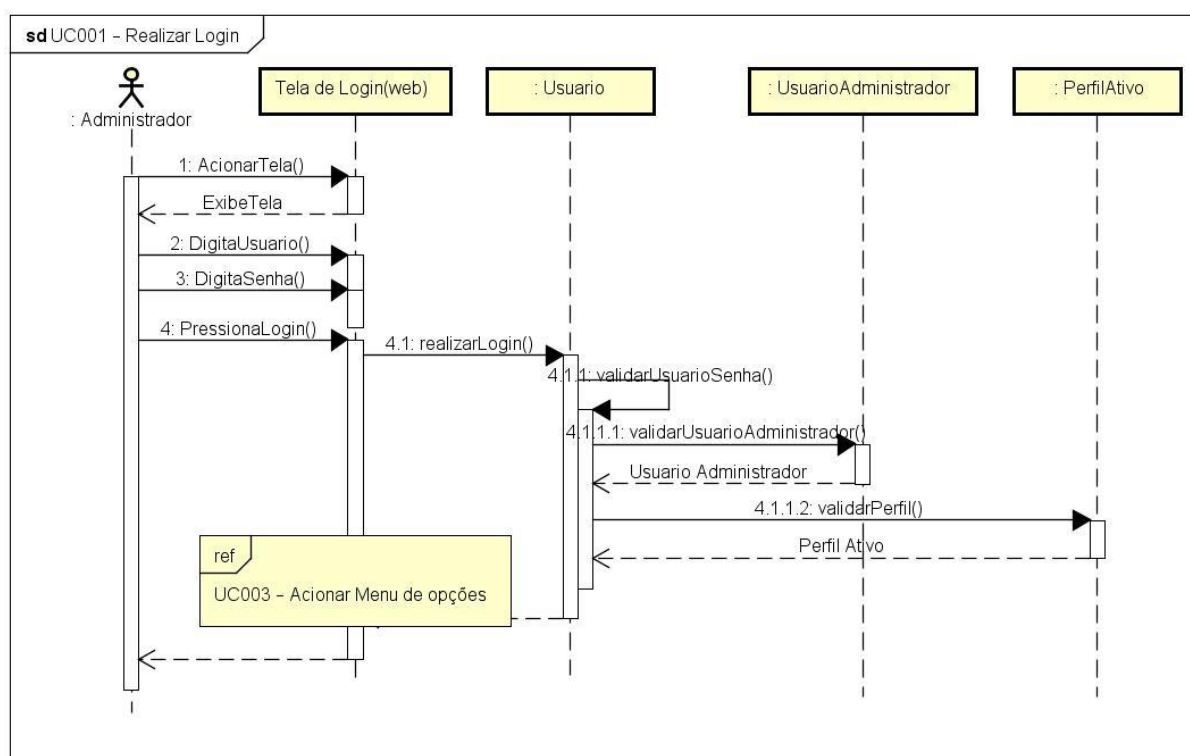 sd UC001 – Realizar Login
: Administrador
Tela de Login(web)
: Usuario
: UsuarioAdministrador
: PerfilAtivo
1: AcionarTela()
ExibeTela
2: DigitaUsuario()
3: DigitaSenha()
4: PressionaLogin()
4.1: realizarLogin()
4.1.1: validarUsuarioSenha()
4.1.1.1: validarUsuarioAdministrador()
Usuario Administrador
4.1.1.2: validarPerfil()
Perfil Ativo
ref
UC003 – Acionar Menu de opções